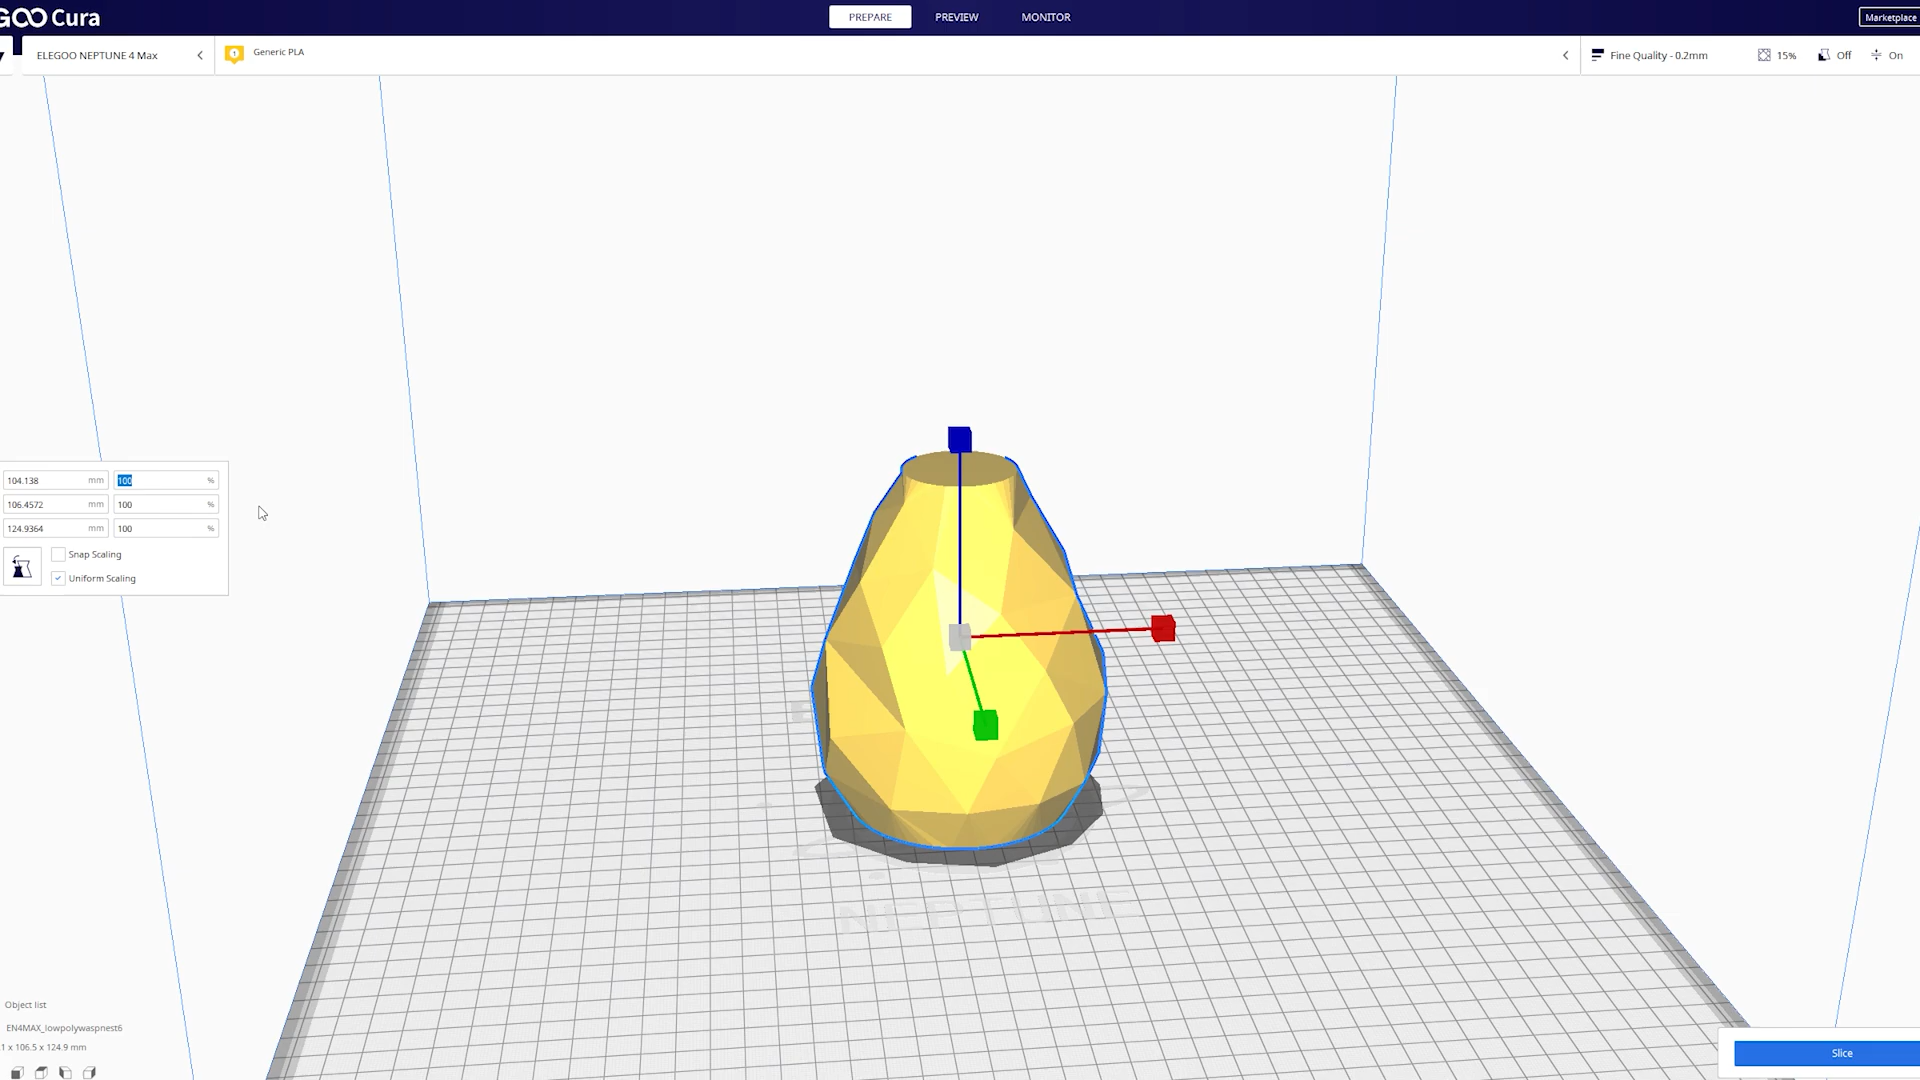 GOO Cura
PREPARE
PREVIEW
MONITOR
Marketplace
ELEGOO NEPTUNE 4 Max
Generic PLA
Fine Quality - 0.2mm
15%
Off
On
104.138 mm 100 %
106.4572 mm 100 %
124.9364 mm 100 %
Snap Scaling
Uniform Scaling
NEPTUNE
Object list
EN4MAX_lowpolywaspnest6
1 x 106.5 x 124.9 mm
Slice